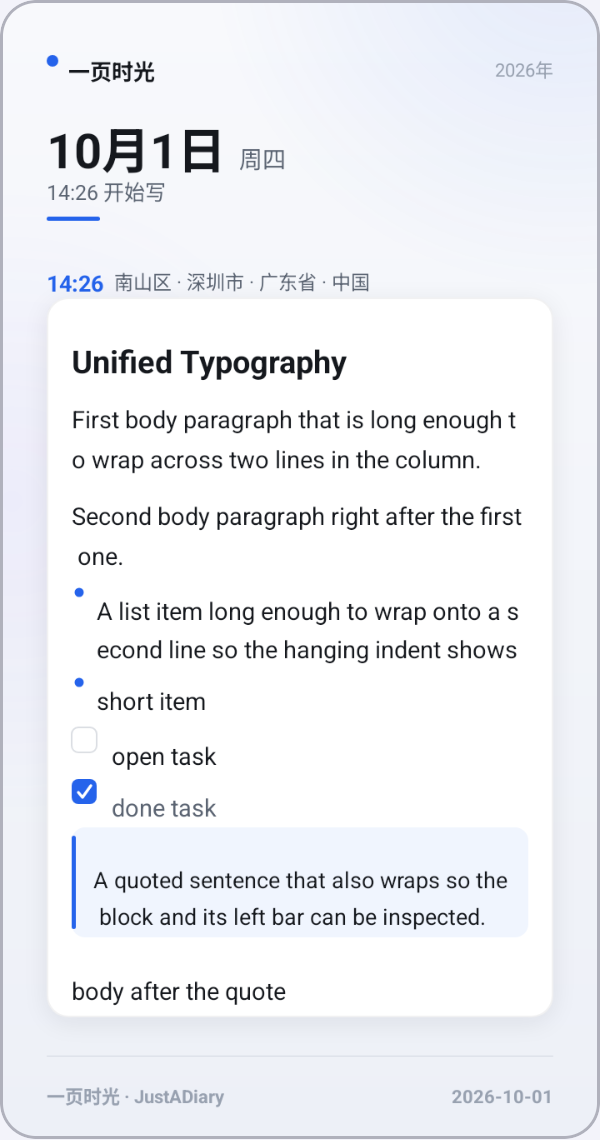 一页时光
2026年
10月1日 周四
14:26 开始写
14:26 南山区 · 深圳市 · 广东省 · 中国
Unified Typography
First body paragraph that is long enough t
o wrap across two lines in the column.
Second body paragraph right after the first
one.
A list item long enough to wrap onto a s
econd line so the hanging indent shows
short item
open task
done task
A quoted sentence that also wraps so the
block and its left bar can be inspected.
body after the quote
一页时光 · JustADiary
2026-10-01